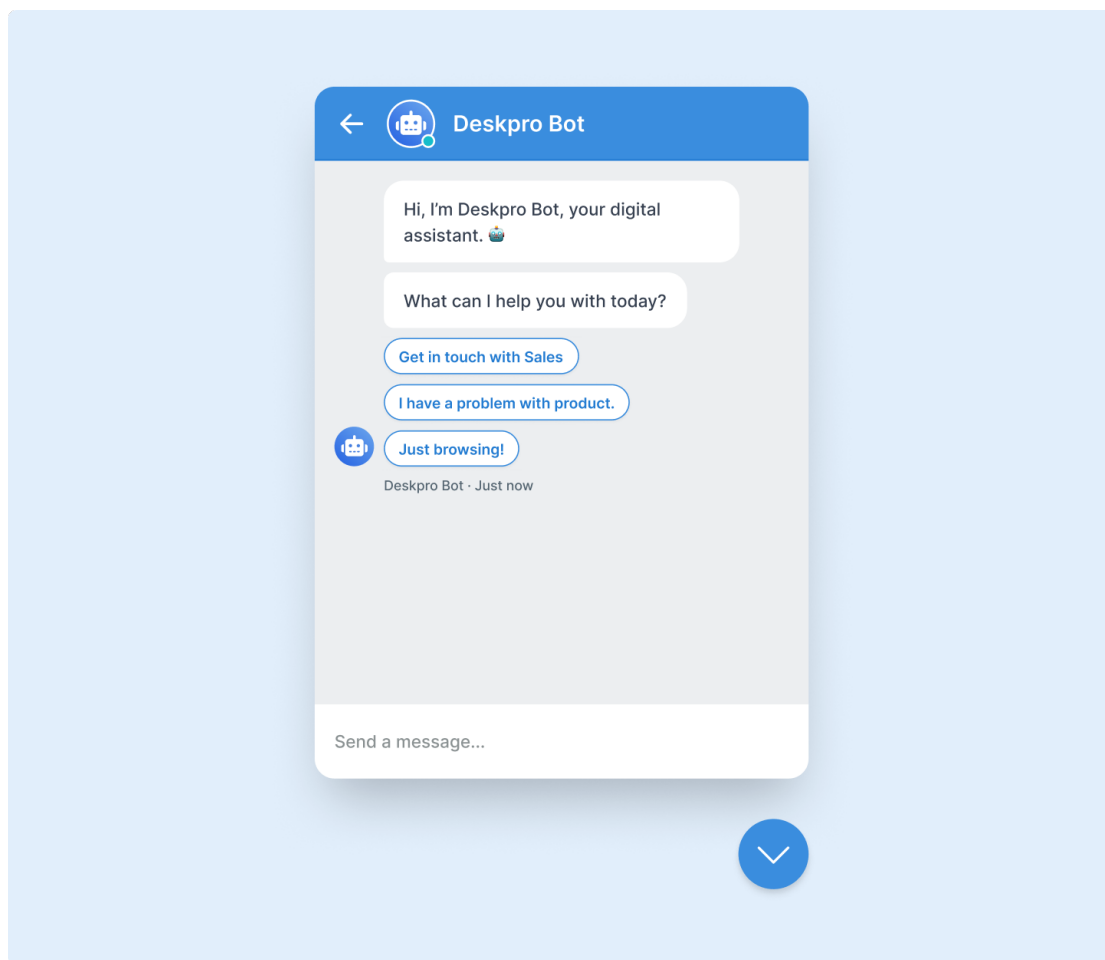 Deskpro Bot
Hi, I’m Deskpro Bot, your digital
assistant. 🤖
What can I help you with today?
Get in touch with Sales
I have a problem with product.
Just browsing!
Deskpro Bot · Just now
Send a message...